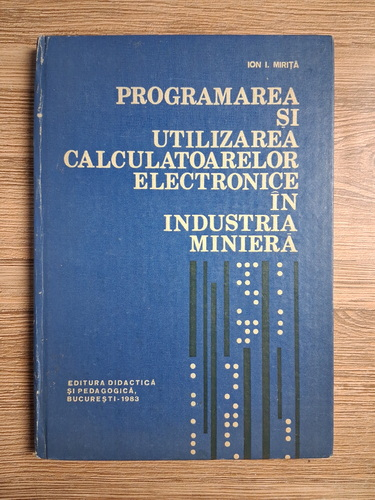 ION I. MIRIȚĂ
PROGRAMAREA
ȘI
UTILIZAREA
CALCULATOARELOR
ELECTRONICE
ÎN
INDUSTRIA
MINIERĂ
EDITURA DIDACTICĂ
ȘI PEDAGOGICĂ,
BUCUREȘTI-1983